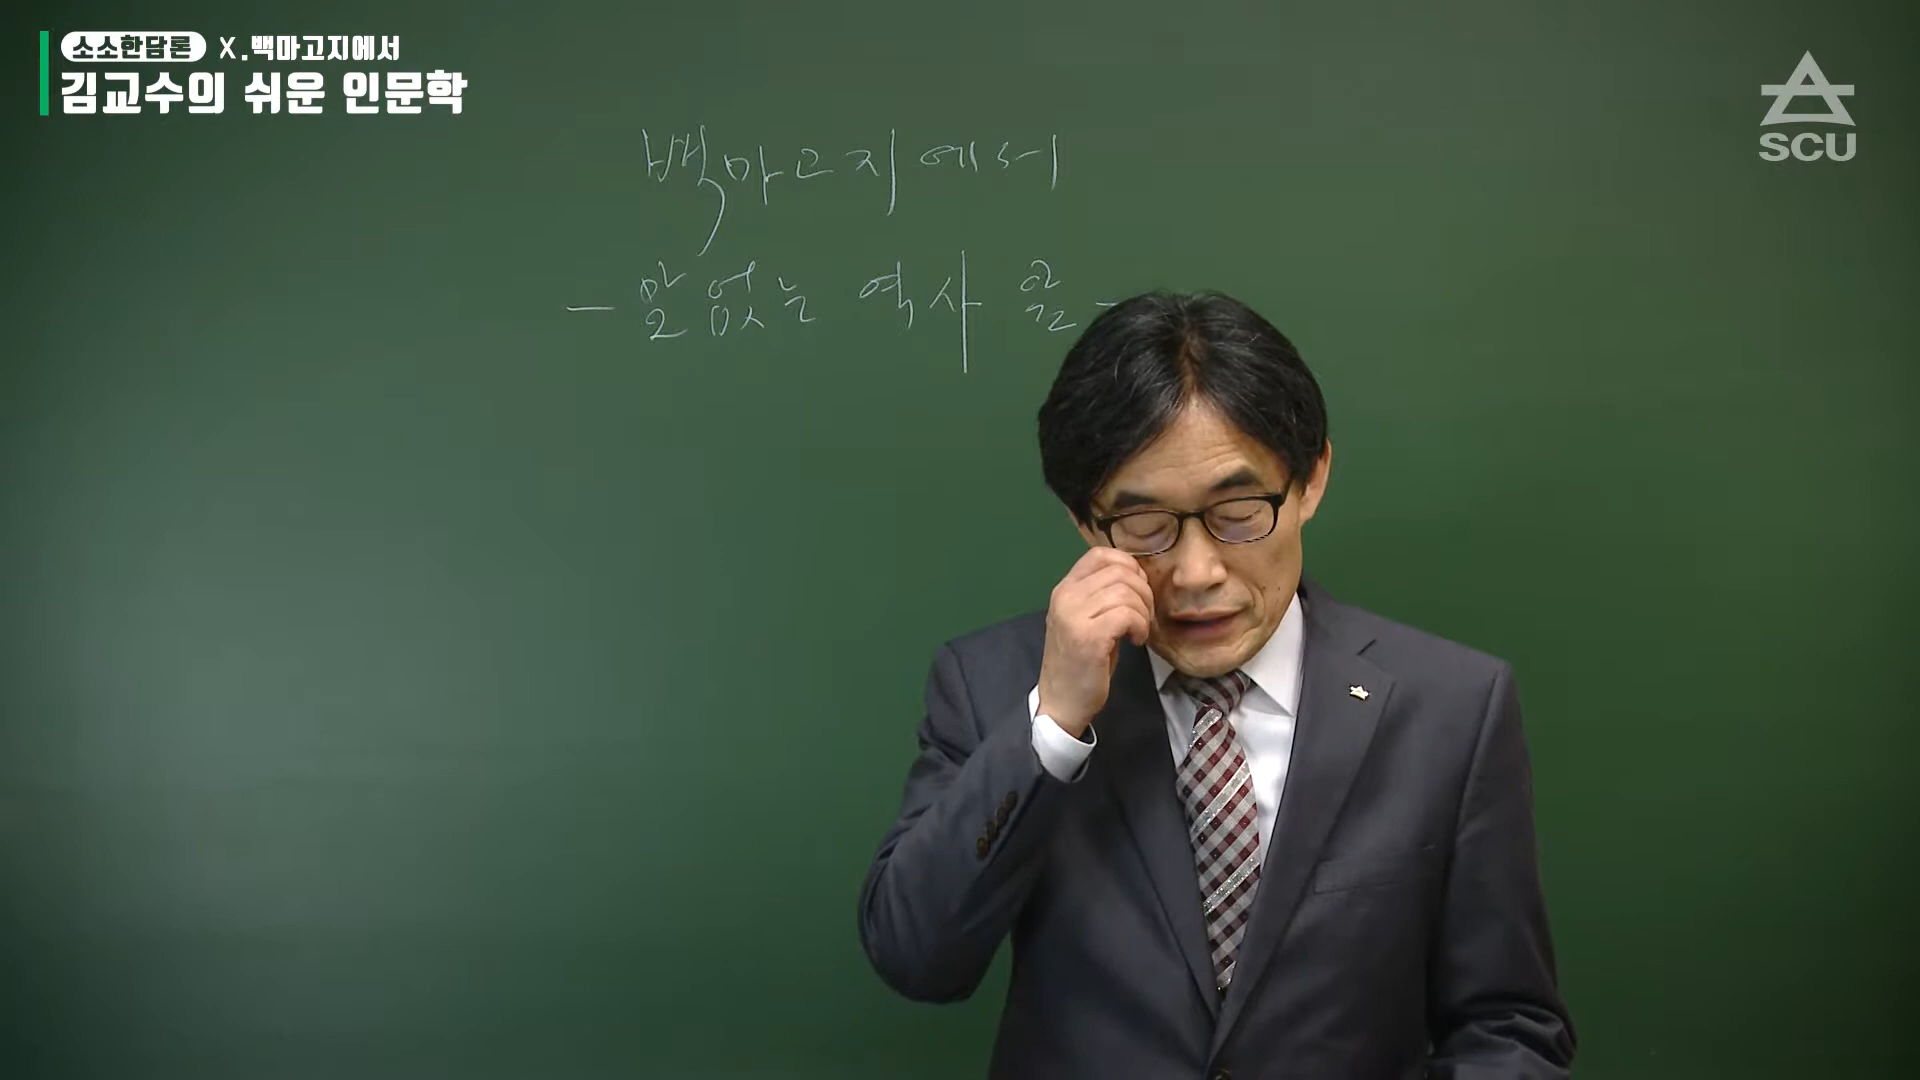 소소한담론 X.백마고지에서
김교수의 쉬운 인문학
SCU
백마고지에서
- 말없는 역사 앞 -